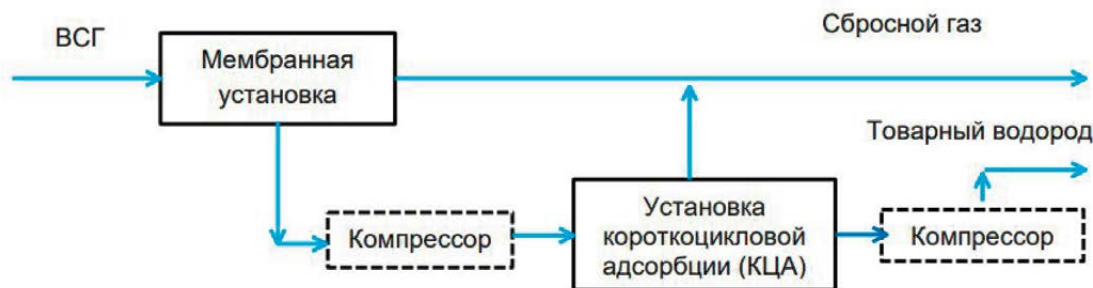 ВСГ
Сбросной газ
Мембранная
установка
Товарный водород
Компрессор
Установка
короткоцикловой
адсорбции (КЦА)
Компрессор